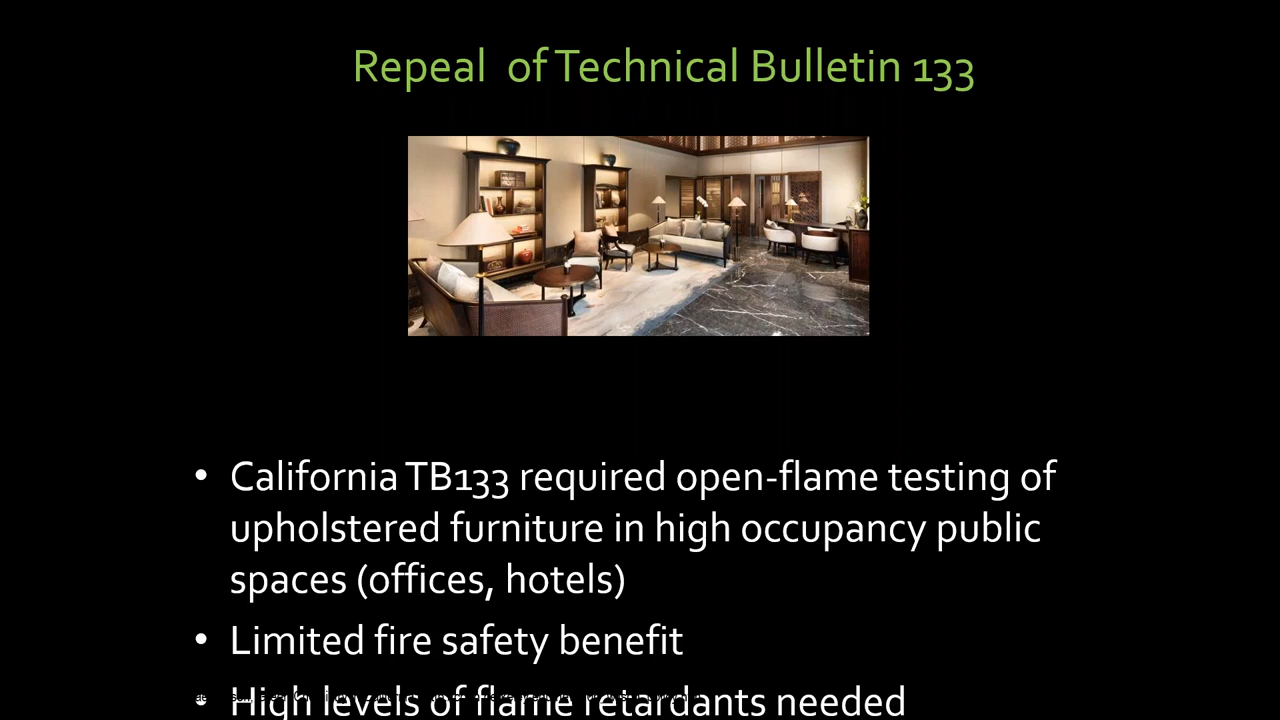 Repeal  of Technical Bulletin 133
• California TB133 required open-flame testing of
upholstered furniture in high occupancy public
spaces (offices, hotels)
• Limited fire safety benefit
• High levels of flame retardants needed